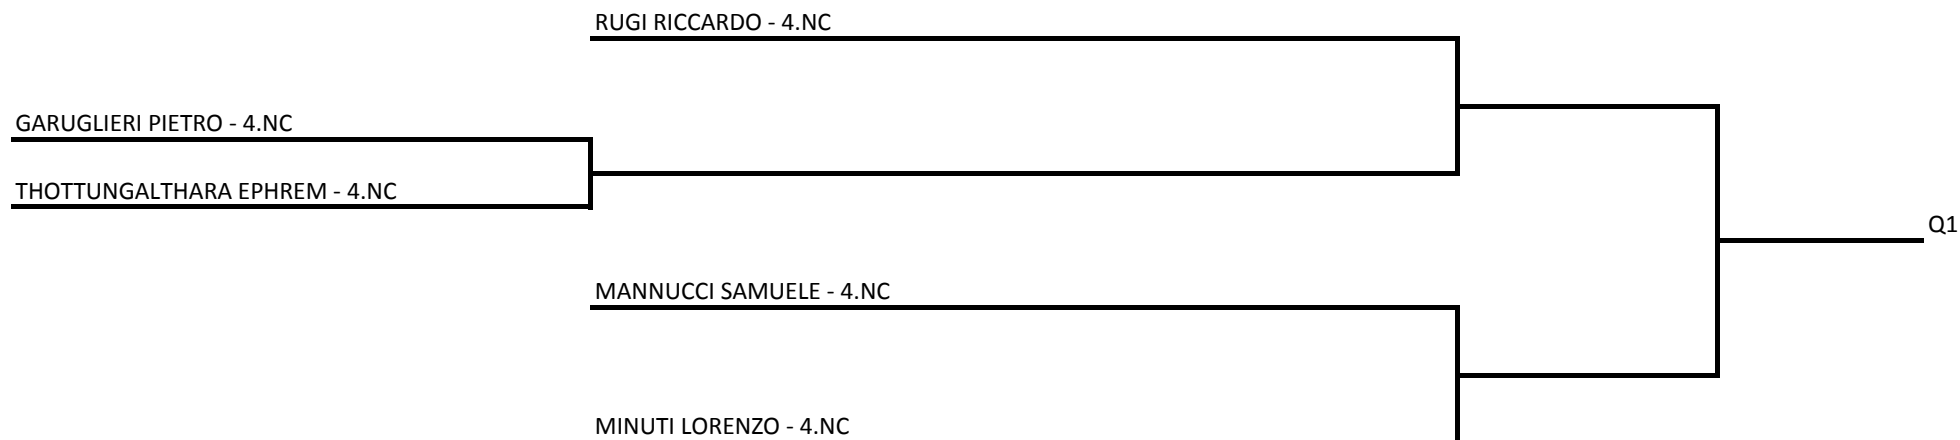 RUGI RICCARDO - 4.NC
GARUGLIERI PIETRO - 4.NC
THOTTUNGALTHARA EPHREM - 4.NC
Q1
MANNUCCI SAMUELE - 4.NC
MINUTI LORENZO - 4.NC